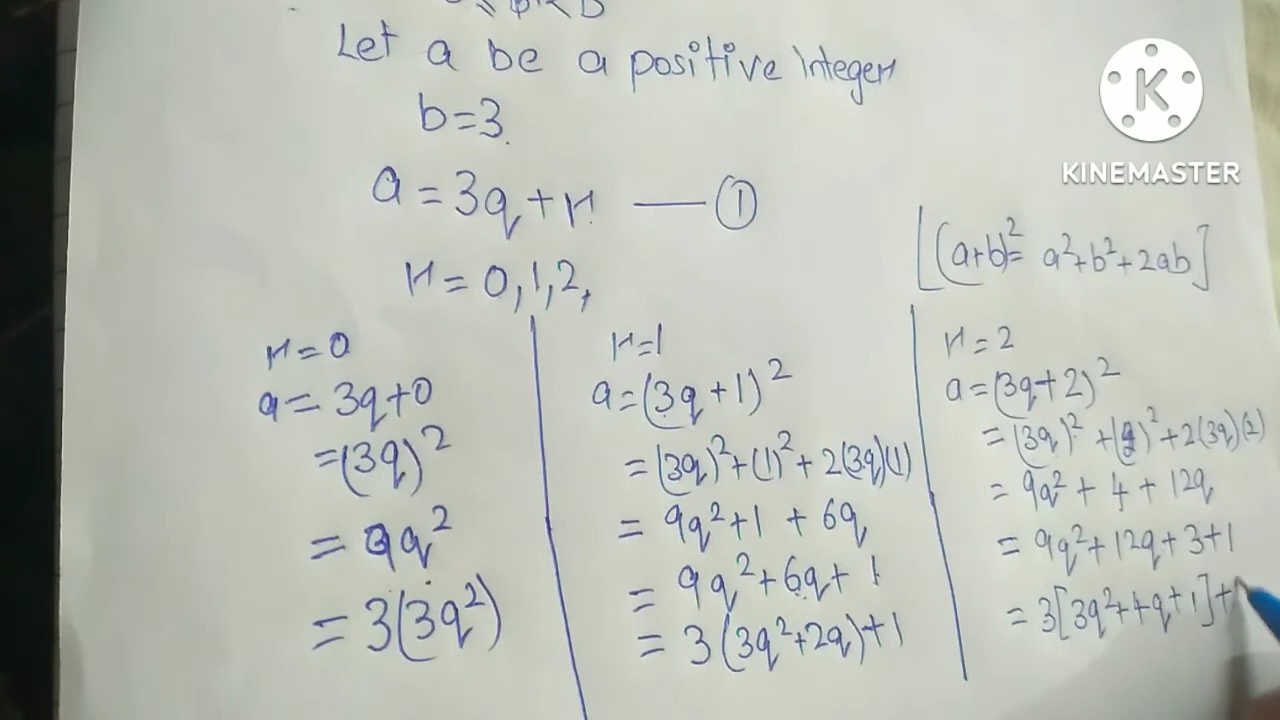 Let a be a positive Integer
b=3.
a = 3q + r — ①
r = 0, 1, 2,
[(a+b)² = a²+b²+2ab]
r = 0
a = 3q+0
=(3q)²
= 9q²
= 3(3q²)
r=1
a=(3q+1)²
=(3q)²+(1)²+2(3q)(1)
= 9q²+1 + 6q
= 9q²+6q+1
= 3(3q²+2q)+1
r = 2
a=(3q+2)²
=(3q)²+(2)²+2(3q)(2)
= 9q² + 4 + 12q
= 9q²+12q+3+1
= 3[3q²+4q+1]+
K
KINEMASTER